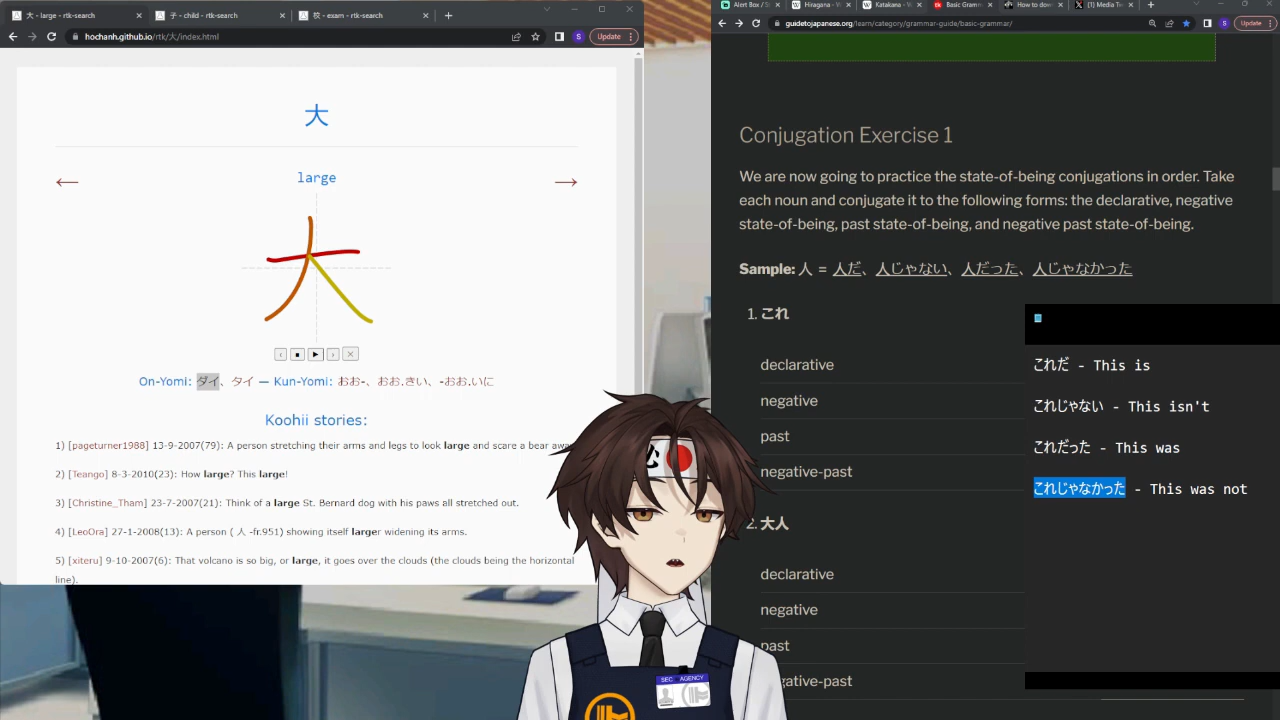 大 - large - rtk-search
子 - child - rtk-search
校 - exam - rtk-search
hochanh.github.io/rtk/大/index.html
Update
大
← large →
On-Yomi: ダイ、タイ — Kun-Yomi: おお-、おお.きい、-おお.いに
Koohii stories:
1) [pageturner1988] 13-9-2007(79): A person stretching their arms and legs to look large and scare a bear away
2) [Teango] 8-3-2010(23): How large? This large!
3) [Christine_Tham] 23-7-2007(21): Think of a large St. Bernard dog with his paws all stretched out.
4) [LeoOra] 27-1-2008(13): A person ( 人 -fr.951) showing itself larger widening its arms.
5) [xiteru] 9-10-2007(6): That volcano is so big, or large, it goes over the clouds (the clouds being the horizontal
line).
Alert Box / S
Hiragana - W
Katakana - W
Basic Gramm
How to dow
(1) Media Tw
guidetojapanese.org/learn/category/grammar-guide/basic-grammar/
Update
Conjugation Exercise 1
We are now going to practice the state-of-being conjugations in order. Take
each noun and conjugate it to the following forms: the declarative, negative
state-of-being, past state-of-being, and negative past state-of-being.
Sample: 人 = 人だ、人じゃない、人だった、人じゃなかった
1. これ
declarative
negative
past
negative-past
2. 大人
declarative
negative
past
negative-past
これだ - This is
これじゃない - This isn't
これだった - This was
これじゃなかった - This was not
SEC AGENCY